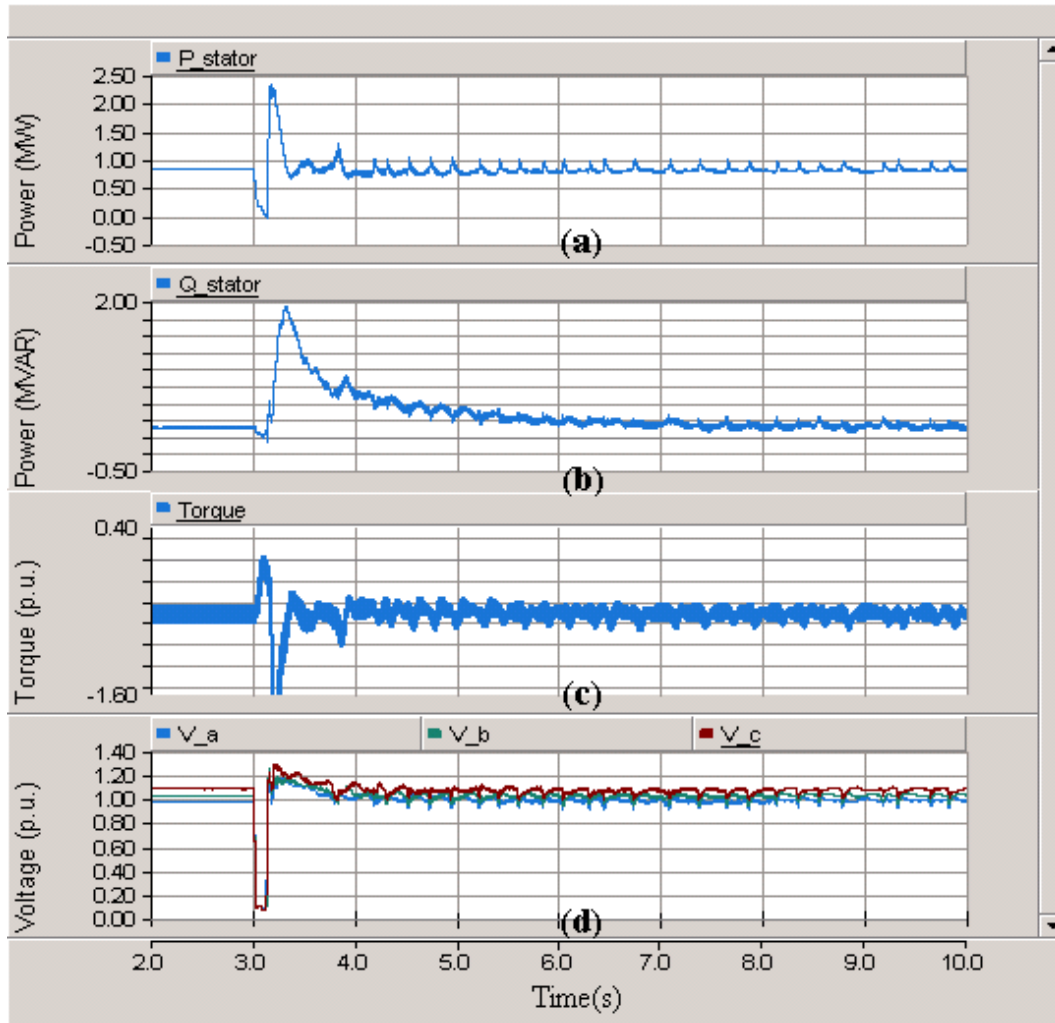 P_stator
Power (MW)
2.50
2.00
1.50
1.00
0.50
0.00
-0.50
(a)
Q_stator
Power (MVAR)
2.00
-0.50
(b)
Torque
Torque (p.u.)
0.40
-1.60
(c)
V_a V_b V_c
Voltage (p.u.)
1.40
1.20
1.00
0.80
0.60
0.40
0.20
0.00
(d)
2.0 3.0 4.0 5.0 6.0 7.0 8.0 9.0 10.0
Time(s)